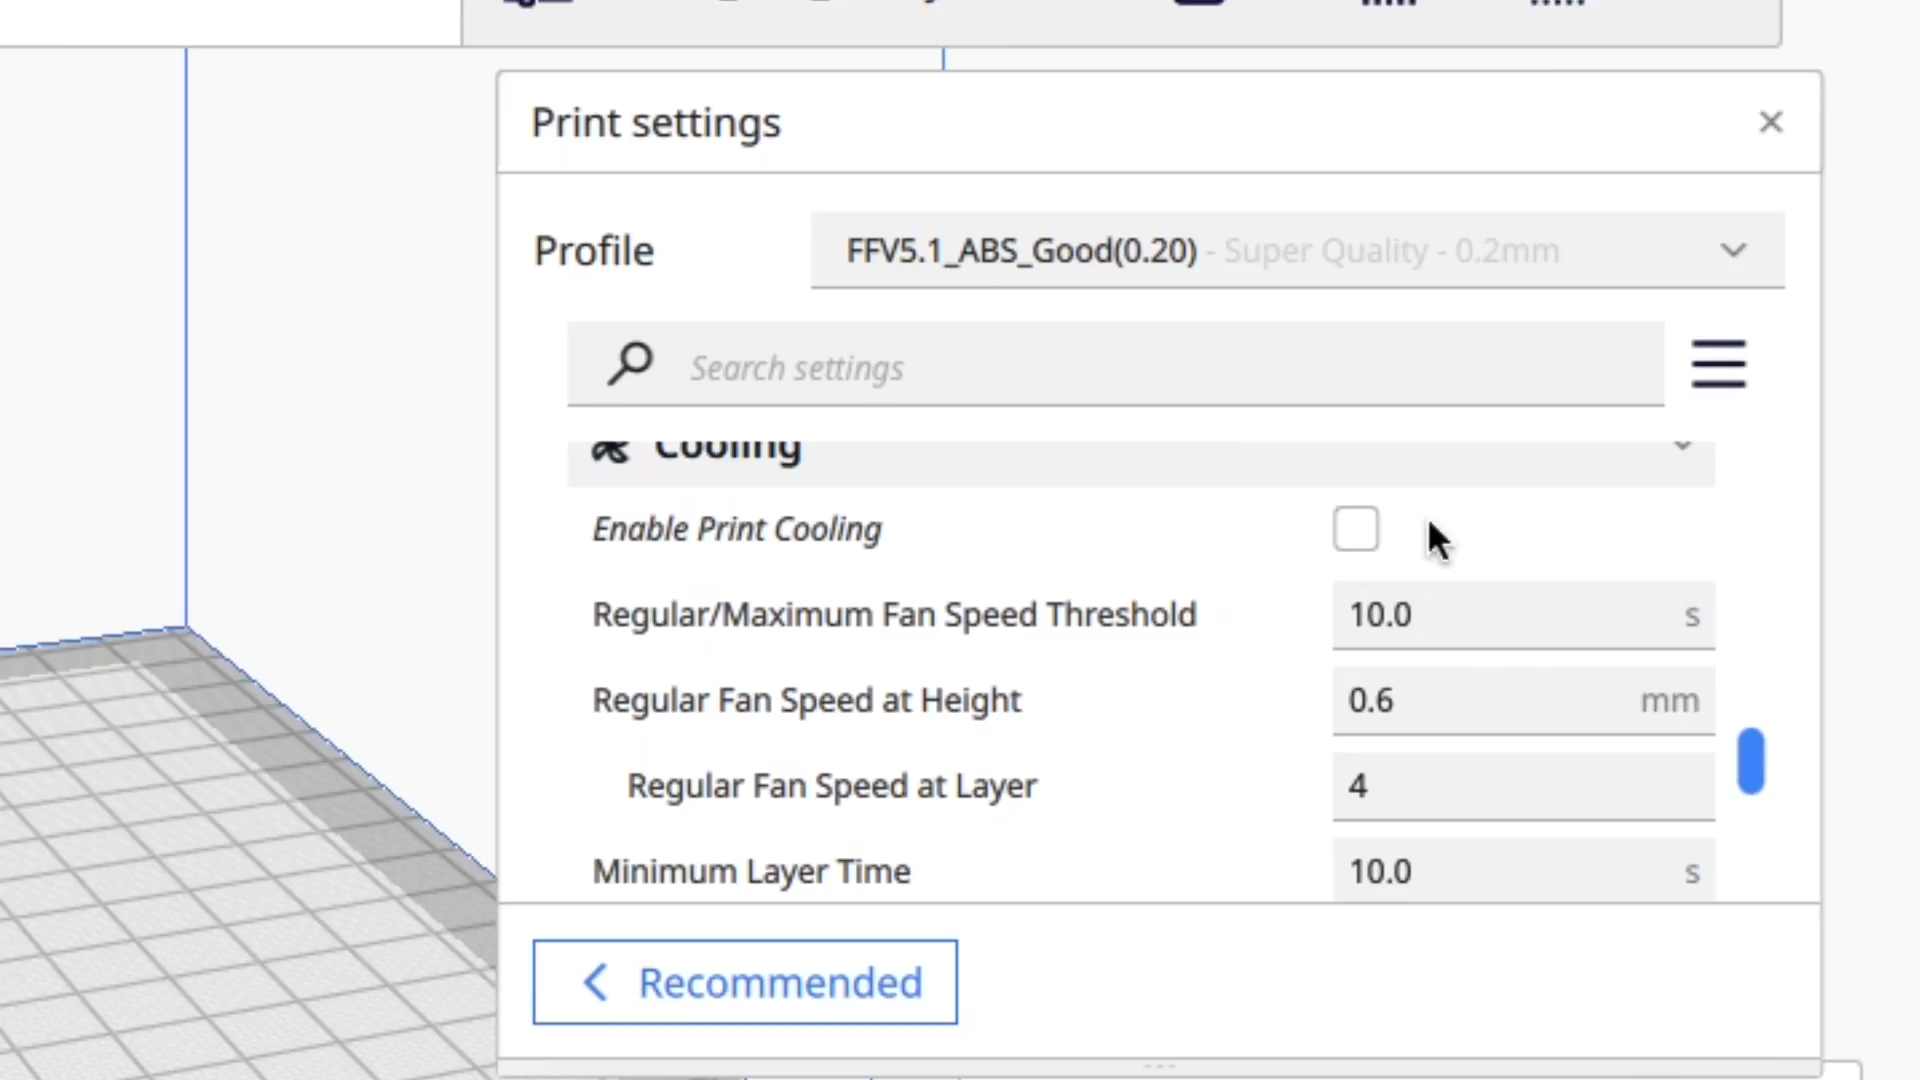 Print settings
Profile
FFV5.1_ABS_Good(0.20) - Super Quality - 0.2mm
Search settings
Cooling
Enable Print Cooling
Regular/Maximum Fan Speed Threshold
10.0 s
Regular Fan Speed at Height
0.6 mm
Regular Fan Speed at Layer
4
Minimum Layer Time
10.0 s
Recommended